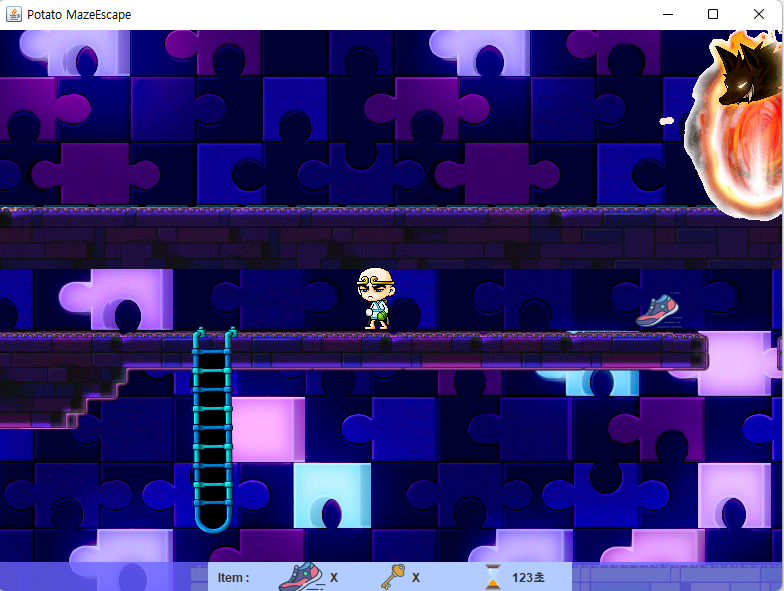 Potato MazeEscape
Item : X X 123초